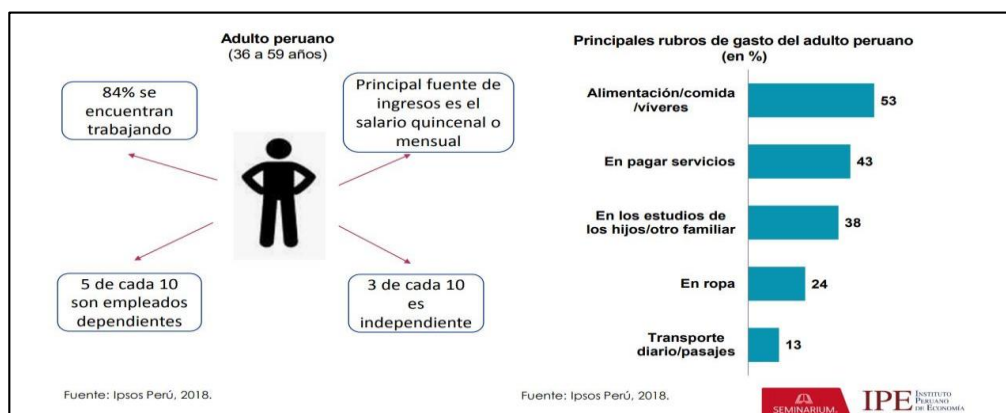 Adulto peruano
(36 a 59 años)
84% se
encuentran
trabajando
Principal fuente de
ingresos es el
salario quincenal o
mensual
5 de cada 10
son empleados
dependientes
3 de cada 10
es
independiente
Fuente: Ipsos Perú, 2018.
Principales rubros de gasto del adulto peruano
(en %)
Alimentación/comida
/víveres
53
En pagar servicios
43
En los estudios de
los hijos/otro familiar
38
En ropa
24
Transporte
diario/pasajes
13
Fuente: Ipsos Perú, 2018.
SEMINARIUM
IPE
INSTITUTO
PERUANO
DE ECONOMÍA